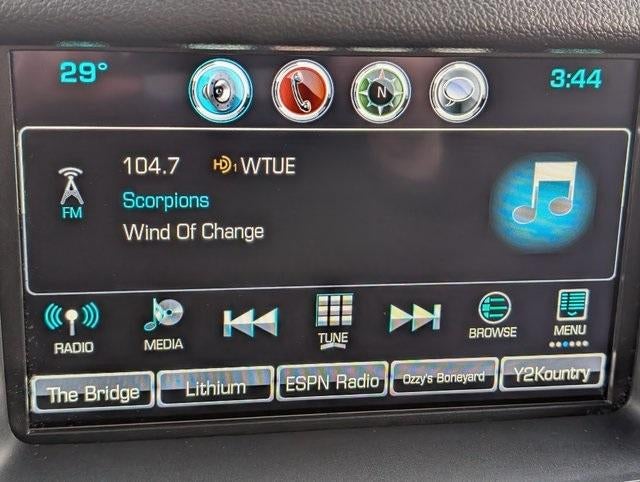 29°
N
3:44
104.7 HD1 WTUE
FM
Scorpions
Wind Of Change
RADIO
MEDIA
TUNE
BROWSE
MENU
The Bridge
Lithium
ESPN Radio
Ozzy's Boneyard
Y2Kountry